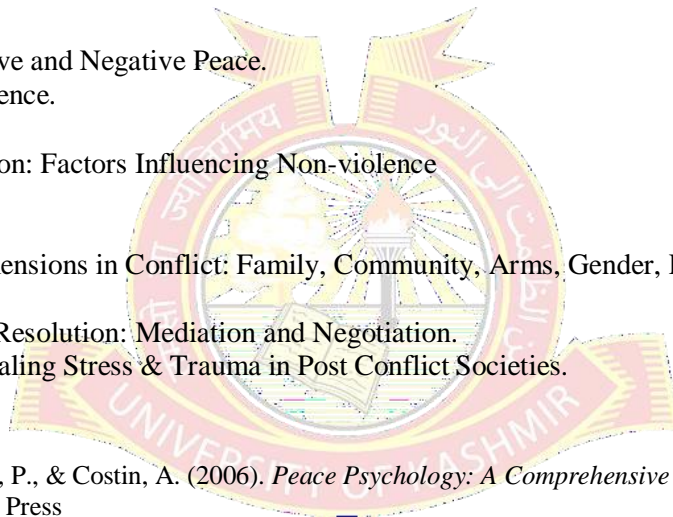 ve and Negative Peace.
ence.
on: Factors Influencing Non-violence
ensions in Conflict: Family, Community, Arms, Gender,
Resolution: Mediation and Negotiation.
aling Stress & Trauma in Post Conflict Societies.
, P., & Costin, A. (2006). Peace Psychology: A Comprehensive
Press
UNIVERSITY OF KASHMIR